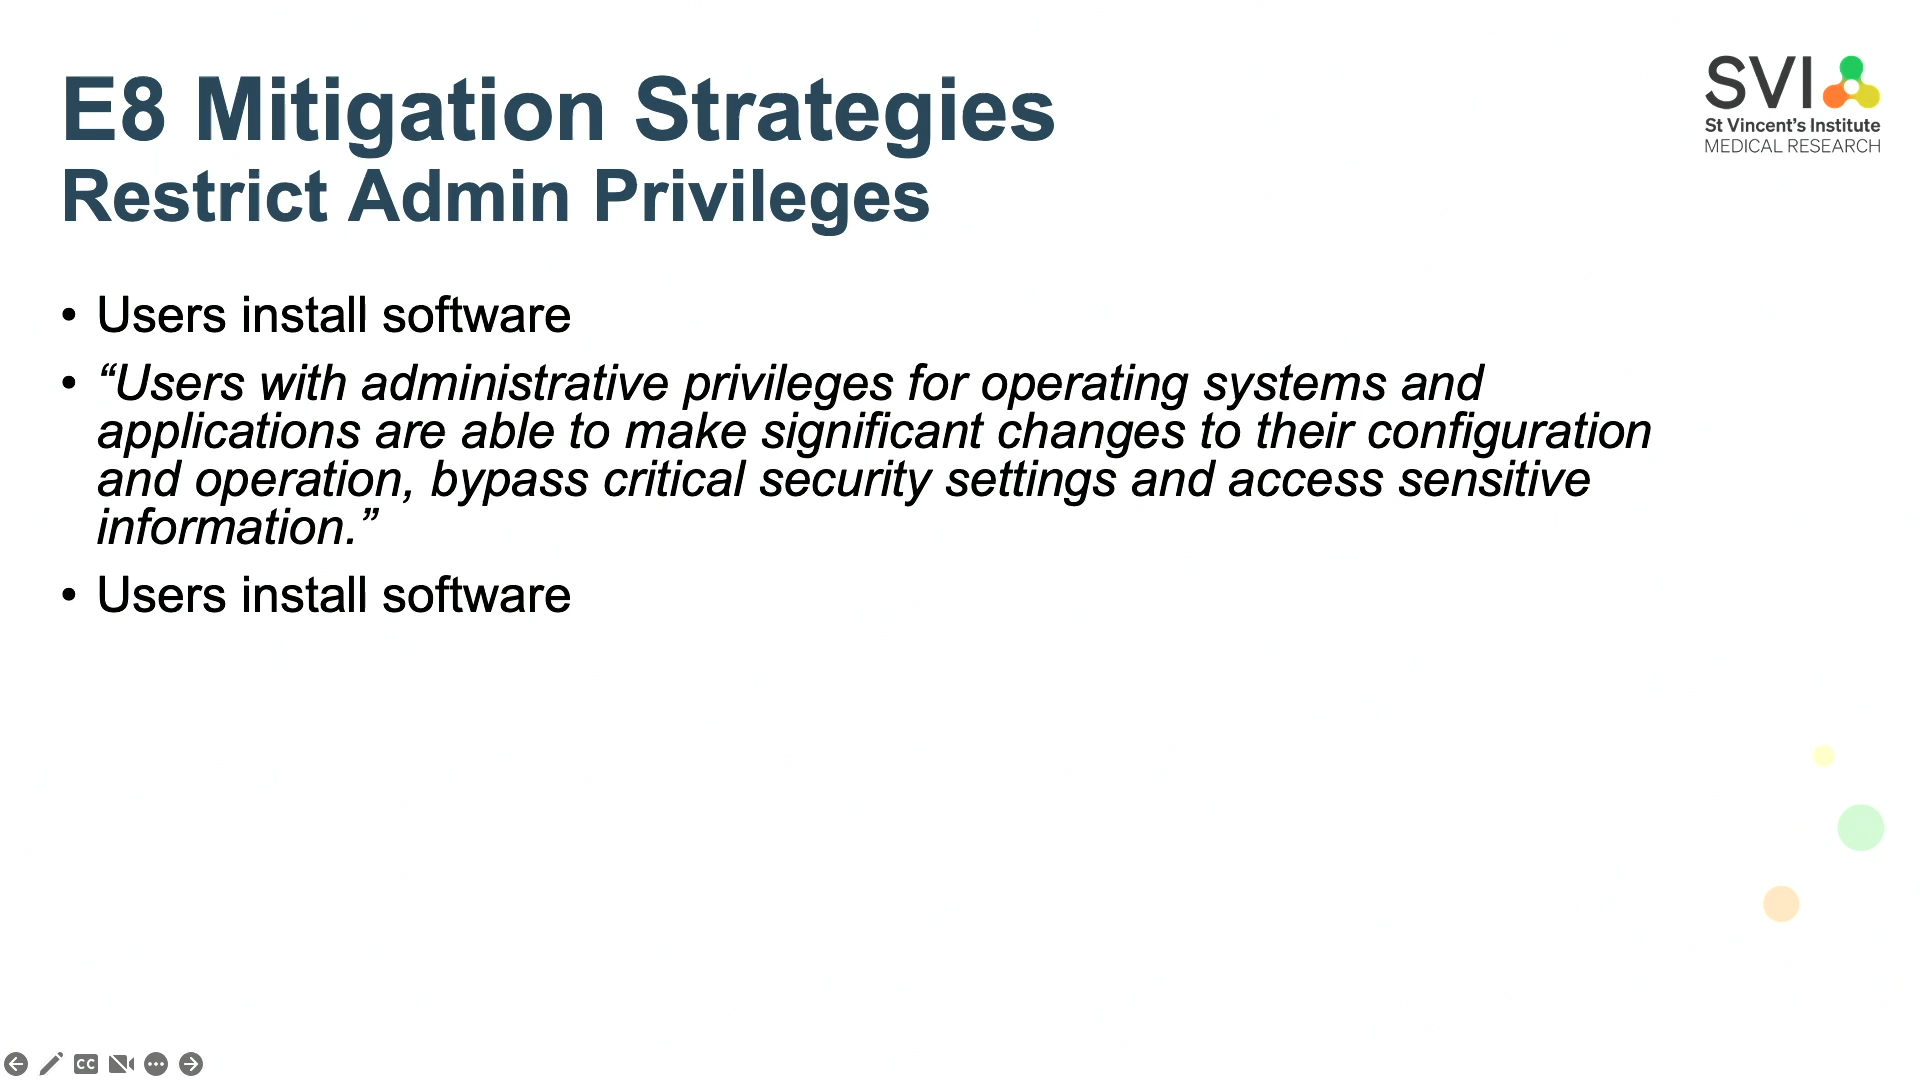 E8 Mitigation Strategies
Restrict Admin Privileges
SVI
St Vincent's Institute
MEDICAL RESEARCH
• Users install software
• “Users with administrative privileges for operating systems and
applications are able to make significant changes to their configuration
and operation, bypass critical security settings and access sensitive
information.”
• Users install software
CC